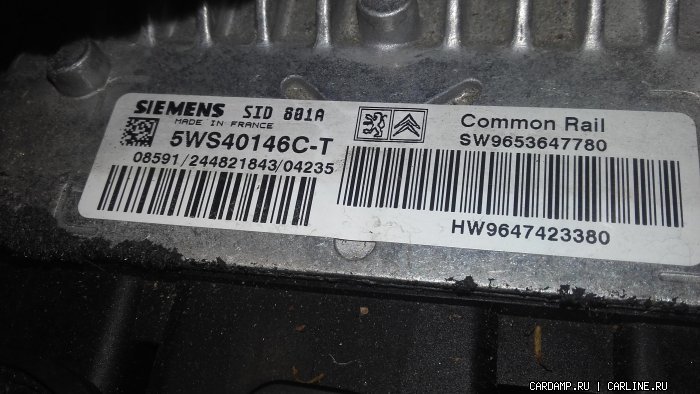 SIEMENS SID 801A
MADE IN FRANCE
5WS40146C-T
08591/244821843/04235
Common Rail
SW9653647780
HW9647423380
CARDAMP.RU | CARLINE.RU